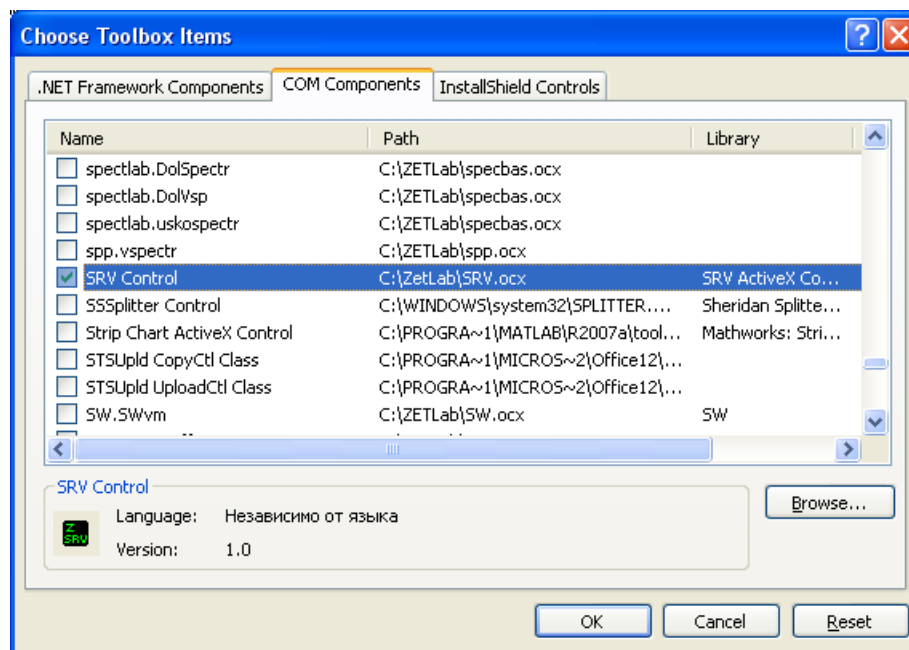 Choose Toolbox Items
.NET Framework Components COM Components InstallShield Controls
Name Path Library
spectlab.DolSpectr C:\ZETLab\specbas.ocx
spectlab.DolVsp C:\ZETLab\specbas.ocx
spectlab.uskospectr C:\ZETLab\specbas.ocx
spp.vspectr C:\ZETLab\spp.ocx
SRV Control C:\ZetLab\SRV.ocx SRV ActiveX Co...
SSSplitter Control C:\WINDOWS\system32\SPLITTER.... Sheridan Splitte...
Strip Chart ActiveX Control C:\PROGRA~1\MATLAB\R2007a\tool... Mathworks: Stri...
STSUpld CopyCtl Class C:\PROGRA~1\MICROS~2\Office12\...
STSUpld UploadCtl Class C:\PROGRA~1\MICROS~2\Office12\...
SW.SWvm C:\ZETLab\SW.ocx SW
SRV Control
Z
SRV
Language: Независимо от языка
Version: 1.0
Browse...
OK Cancel Reset